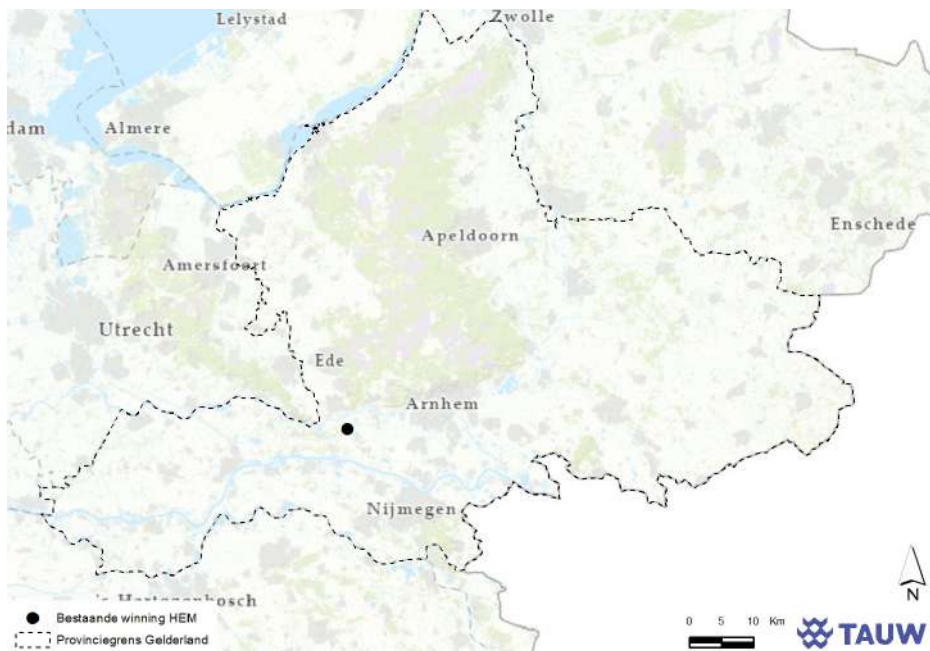 Lelystad
Zwolle
dam
Almere
Apeldoorn
Enschede
Amersfoort
Utrecht
Ede
Arnhem
Nijmegen
's Hertogenbosch
Bestaande winning HEM
Provinciegrens Gelderland
0 5 10 Km
N
TAUW